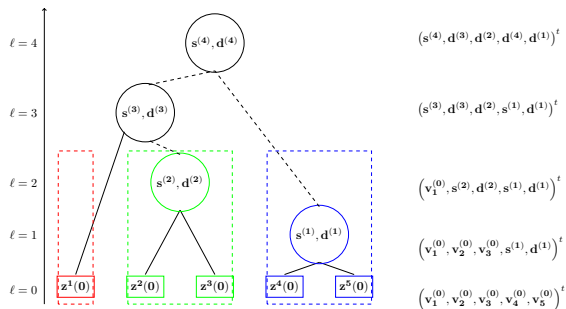 ℓ = 4 s⁽⁴⁾, d⁽⁴⁾ (s⁽⁴⁾, d⁽³⁾, d⁽²⁾, d⁽⁴⁾, d⁽¹⁾)ᵗ
ℓ = 3 s⁽³⁾, d⁽³⁾ (s⁽³⁾, d⁽³⁾, d⁽²⁾, s⁽¹⁾, d⁽¹⁾)ᵗ
ℓ = 2 s⁽²⁾, d⁽²⁾ (v₁⁽⁰⁾, s⁽²⁾, d⁽²⁾, s⁽¹⁾, d⁽¹⁾)ᵗ
ℓ = 1 s⁽¹⁾, d⁽¹⁾ (v₁⁽⁰⁾, v₂⁽⁰⁾, v₃⁽⁰⁾, s⁽¹⁾, d⁽¹⁾)ᵗ
ℓ = 0 z¹(0) z²(0) z³(0) z⁴(0) z⁵(0) (v₁⁽⁰⁾, v₂⁽⁰⁾, v₃⁽⁰⁾, v₄⁽⁰⁾, v₅⁽⁰⁾)ᵗ